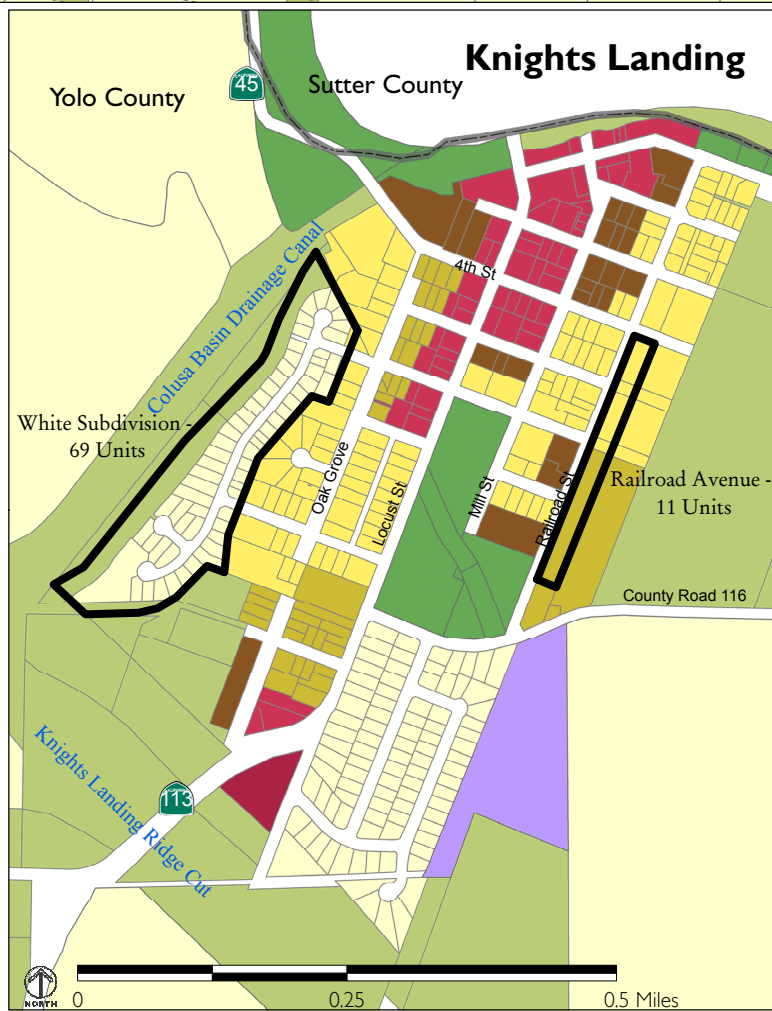 Knights Landing
Sutter County
Yolo County
CALIFORNIA
45
4th St
Colusa Basin Drainage Canal
White Subdivision -
69 Units
Oak Grove
Locust St
Mill St
Railroad St
Railroad Avenue -
11 Units
County Road 116
Knights Landing Ridge Cut
CALIFORNIA
113
NORTH
0
0.25
0.5 Miles